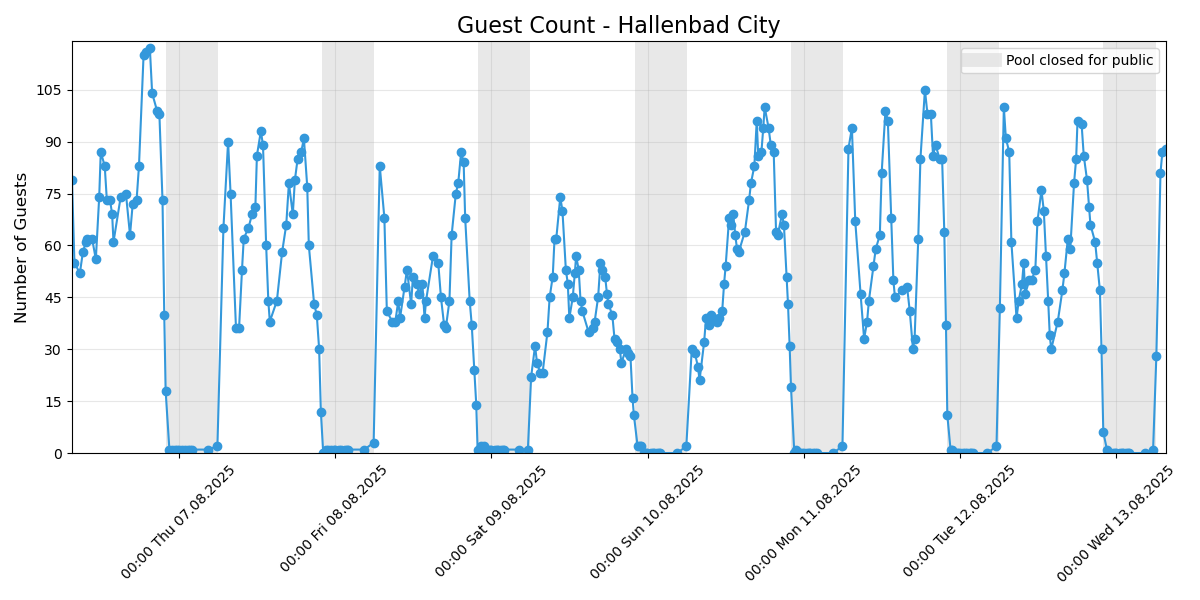 Guest Count - Hallenbad City
Pool closed for public
Number of Guests
105
90
75
60
45
30
15
0
00:00 Thu 07.08.2025
00:00 Fri 08.08.2025
00:00 Sat 09.08.2025
00:00 Sun 10.08.2025
00:00 Mon 11.08.2025
00:00 Tue 12.08.2025
00:00 Wed 13.08.2025